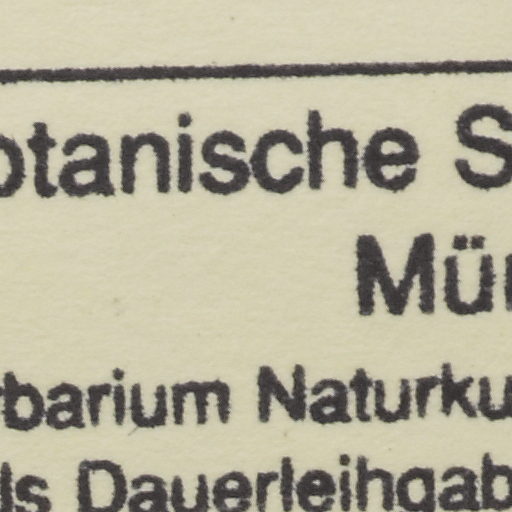 otanische S
Mün
rbarium Naturku
ls Dauerleihgab